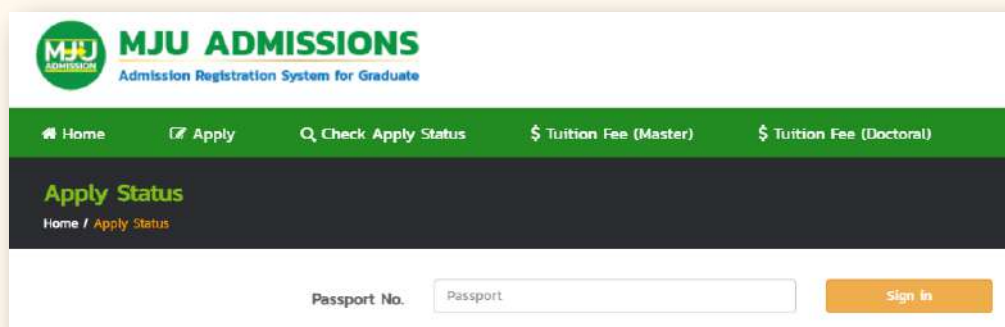 MJU
ADMISSION
MJU ADMISSIONS
Admission Registration System for Graduate
Home Apply Check Apply Status $ Tuition Fee (Master) $ Tuition Fee (Doctoral)
Apply Status
Home / Apply Status
Passport No. Passport Sign in